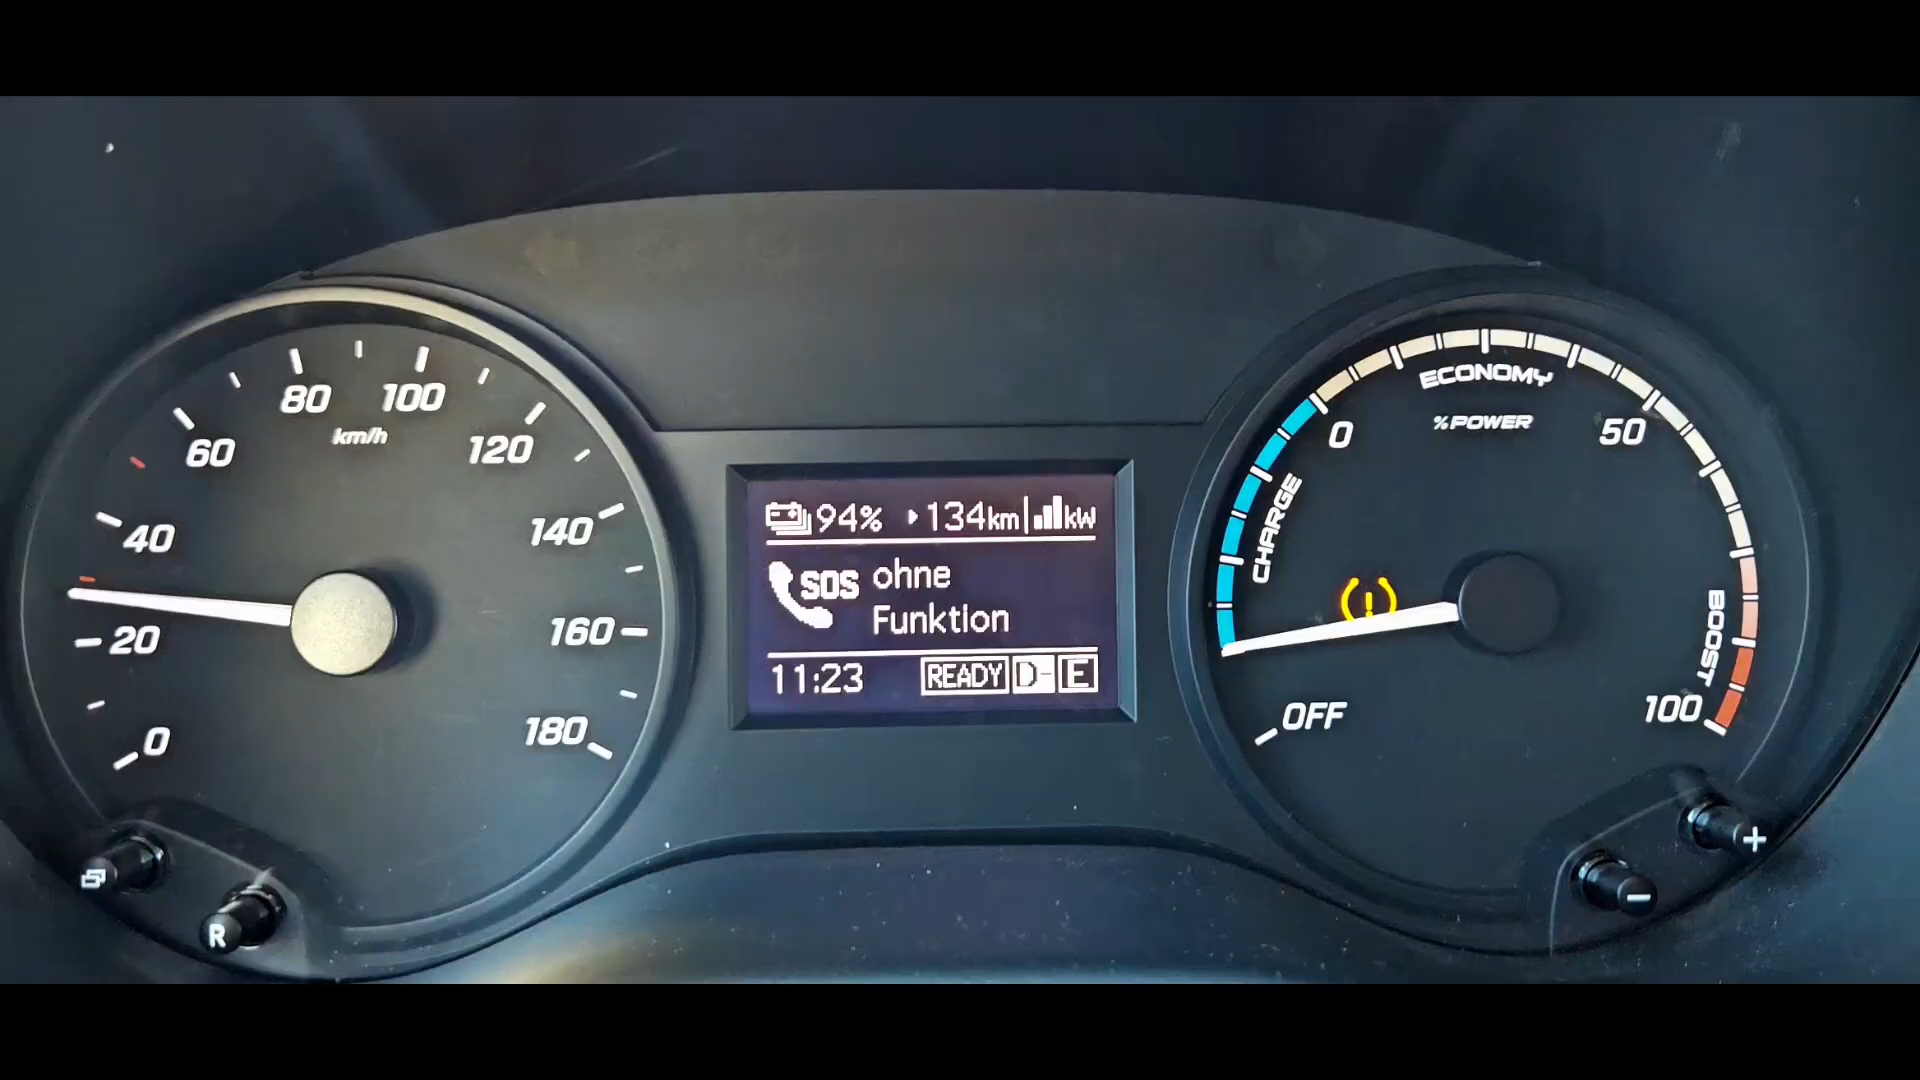 0
20
40
60
80
100
120
140
160
180
km/h
R
94% 134km kW
SOS ohne
Funktion
11:23 READY D- E
OFF
CHARGE
0
ECONOMY
%POWER
50
BOOST
100
-
+